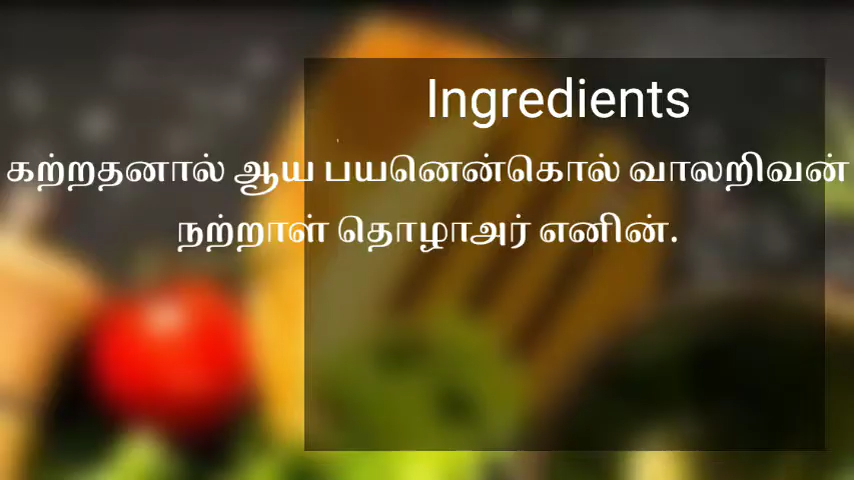 Ingredients
கற்றதனால் ஆய பயனென்கொல் வாலறிவன்
நற்றாள் தொழாஅர் எனின்.